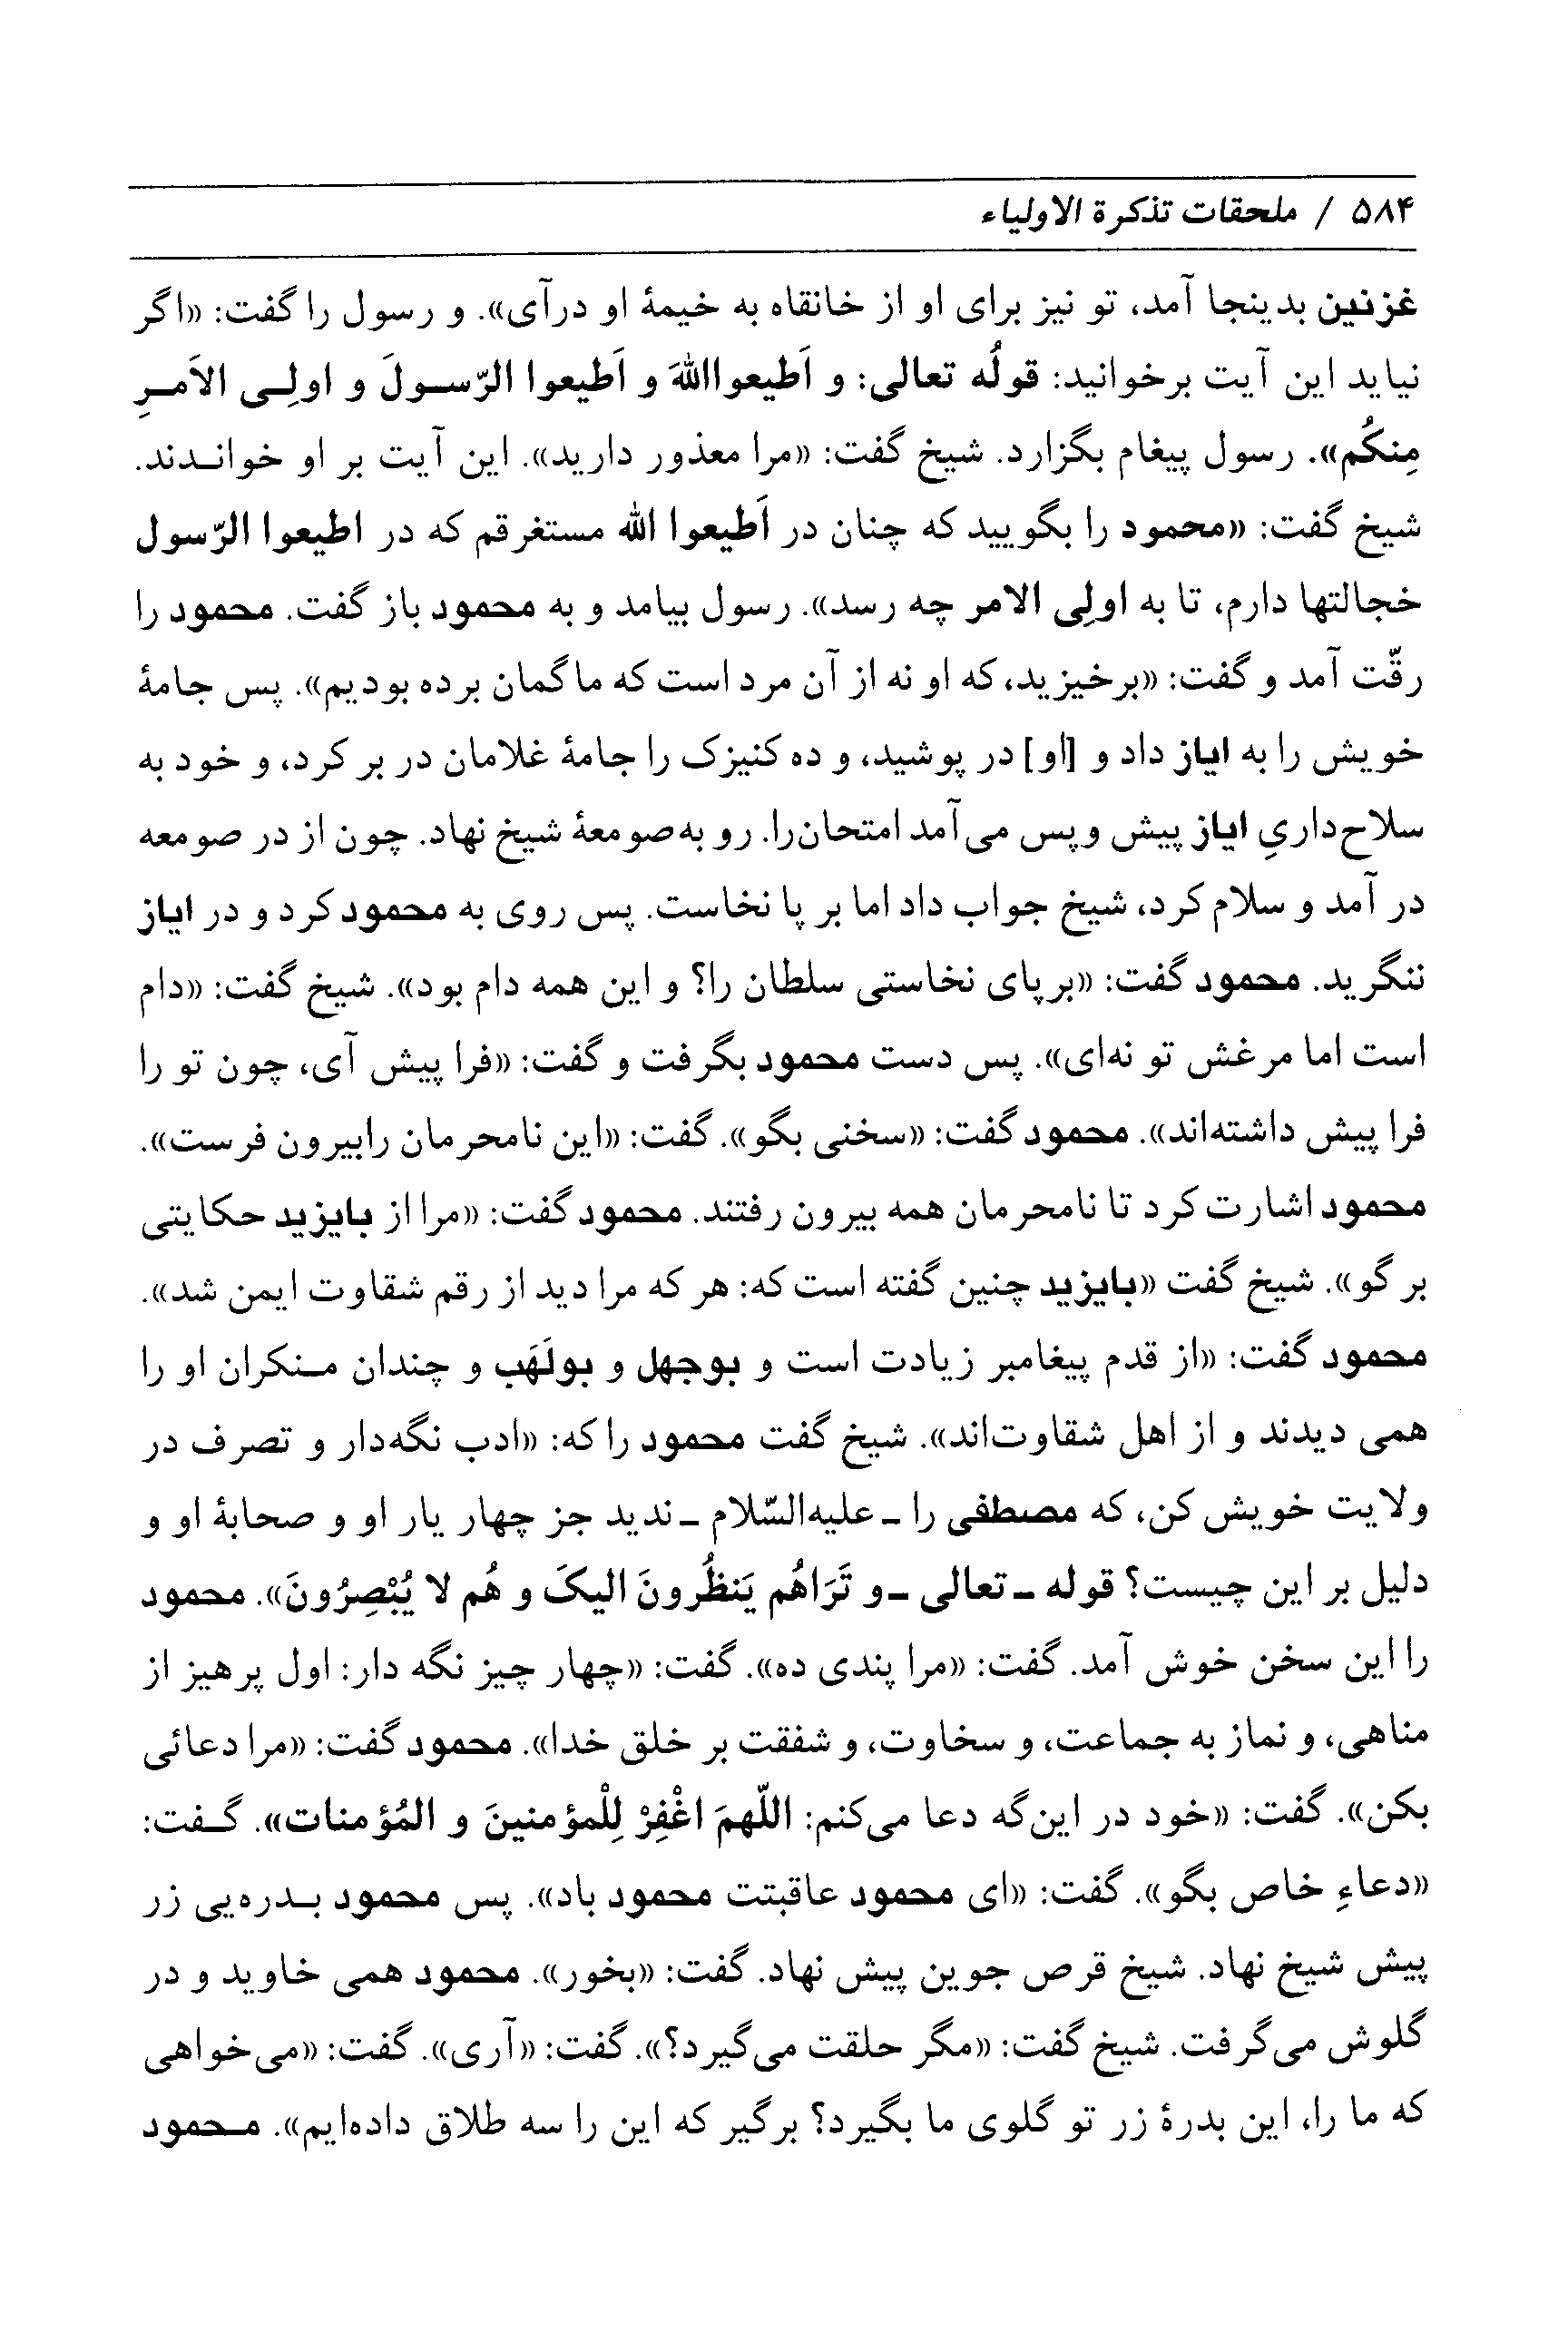 ۵۸۴ / ملحقات تذکرة الاولیاء
غزنین بدینجا آمد، تو نیز برای او از خانقاه به خیمهٔ او درآی». و رسول را گفت: «اگر
نیاید این آیت برخوانید: قولُه تعالی: و اَطیعوااللهَ و اَطیعوا الرّسولَ و اولِی الاَمرِ
مِنکُم». رسول پیغام بگزارد. شیخ گفت: «مرا معذور دارید». این آیت بر او خواندند.
شیخ گفت: «محمود را بگویید که چنان در اَطیعوا الله مستغرقم که در اطیعوا الرّسول
خجالتها دارم، تا به اولِی الامر چه رسد». رسول بیامد و به محمود باز گفت. محمود را
رقّت آمد و گفت: «برخیزید، که او نه از آن مرد است که ما گمان برده بودیم». پس جامهٔ
خویش را به ایاز داد و [او] در پوشید، و ده کنیزک را جامهٔ غلامان در بر کرد، و خود به
سلاح‌داریِ ایاز پیش و پس می‌آمد امتحان را. رو به صومعهٔ شیخ نهاد. چون از در صومعه
در آمد و سلام کرد، شیخ جواب داد اما بر پا نخاست. پس روی به محمود کرد و در ایاز
ننگرید. محمود گفت: «برپای نخاستی سلطان را؟ و این همه دام بود». شیخ گفت: «دام
است اما مرغش تو نه‌ای». پس دست محمود بگرفت و گفت: «فرا پیش آی، چون تو را
فرا پیش داشته‌اند». محمود گفت: «سخنی بگو». گفت: «این نامحرمان رابیرون فرست».
محمود اشارت کرد تا نامحرمان همه بیرون رفتند. محمود گفت: «مرا از بایزید حکایتی
بر گو». شیخ گفت «بایزید چنین گفته است که: هر که مرا دید از رقم شقاوت ایمن شد».
محمود گفت: «از قدم پیغامبر زیادت است و بوجهل و بولَهَب و چندان منکران او را
همی دیدند و از اهل شقاوت‌اند». شیخ گفت محمود را که: «ادب نگه‌دار و تصرف در
ولایت خویش کن، که مصطفی را ـ علیه‌السّلام ـ ندید جز چهار یار او و صحابهٔ او و
دلیل بر این چیست؟ قوله ـ تعالی ـ و تَرَاهُم یَنظُرونَ الیکَ و هُم لا یُبْصِرُونَ». محمود
را این سخن خوش آمد. گفت: «مرا پندی ده». گفت: «چهار چیز نگه دار: اول پرهیز از
مناهی، و نماز به جماعت، و سخاوت، و شفقت بر خلق خدا». محمود گفت: «مرا دعائی
بکن». گفت: «خود در این‌گه دعا می‌کنم: اللّهمَ اغْفِرْ لِلْمؤمنینَ و المُؤمنات». گفت:
«دعاءِ خاص بگو». گفت: «ای محمود عاقبتت محمود باد». پس محمود بدره‌یی زر
پیش شیخ نهاد. شیخ قرص جوین پیش نهاد. گفت: «بخور». محمود همی خاوید و در
گلوش می‌گرفت. شیخ گفت: «مگر حلقت می‌گیرد؟». گفت: «آری». گفت: «می‌خواهی
که ما را، این بدرهٔ زر تو گلوی ما بگیرد؟ برگیر که این را سه طلاق داده‌ایم». محمود